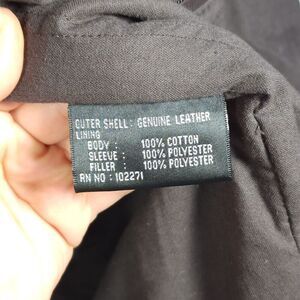 OUTER SHELL: GENUINE LEATHER
LINING
BODY : 100% COTTON
SLEEVE : 100% POLYESTER
FILLER : 100% POLYESTER
RN NO : 102271